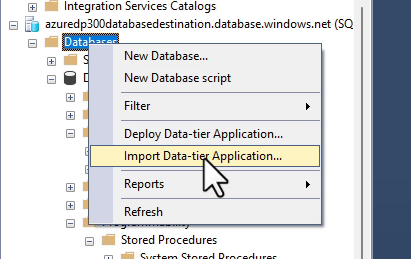 Integration Services Catalogs
azuredp300databasedestination.database.windows.net (SQ
Databases
New Database...
New Database script
Filter
Deploy Data-tier Application...
Import Data-tier Application...
Reports
Refresh
Programmability
Stored Procedures
System Stored Procedures